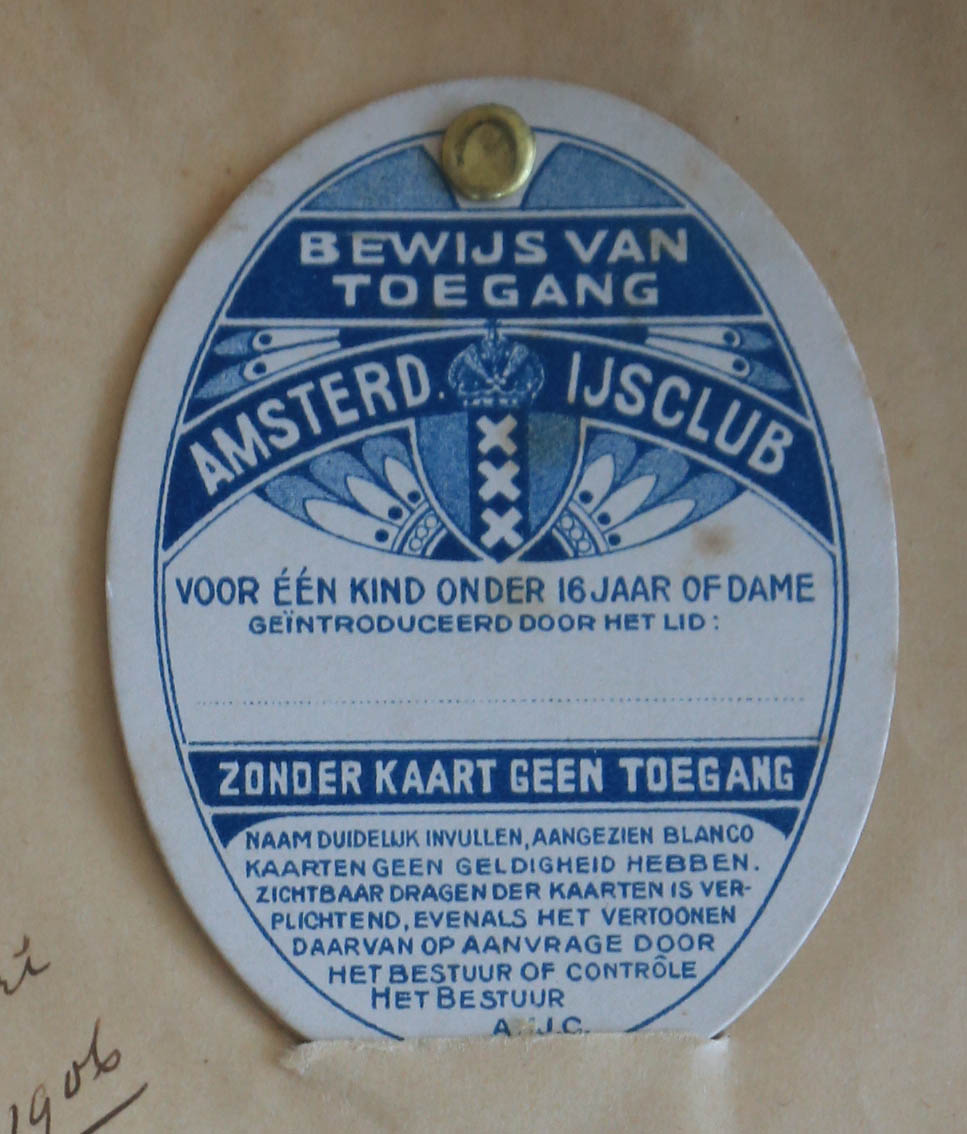 BEWIJS VAN
TOEGANG
AMSTERD. IJSCLUB
VOOR ÉÉN KIND ONDER 16 JAAR OF DAME
GEÏNTRODUCEERD DOOR HET LID:
ZONDER KAART GEEN TOEGANG
NAAM DUIDELIJK INVULLEN, AANGEZIEN BLANCO
KAARTEN GEEN GELDIGHEID HEBBEN.
ZICHTBAAR DRAGEN DER KAARTEN IS VER-
PLICHTEND, EVENALS HET VERTOONEN
DAARVAN OP AANVRAGE DOOR
HET BESTUUR OF CONTRÔLE
HET BESTUUR
1906